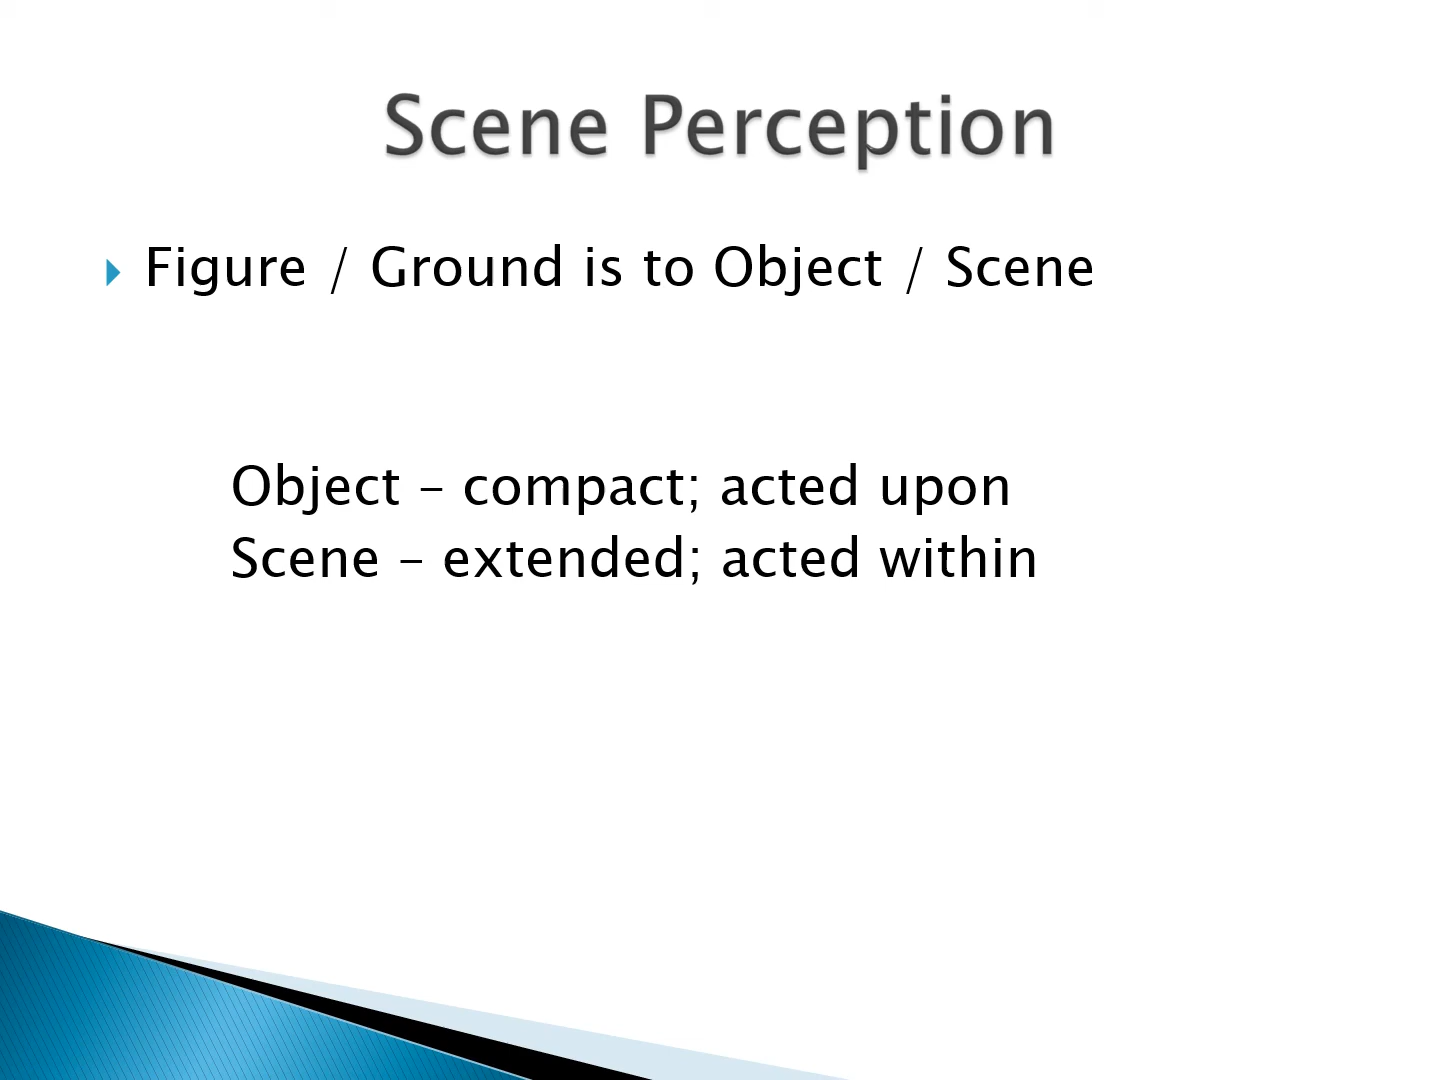 Scene Perception
Figure / Ground is to Object / Scene
Object – compact; acted upon
Scene – extended; acted within